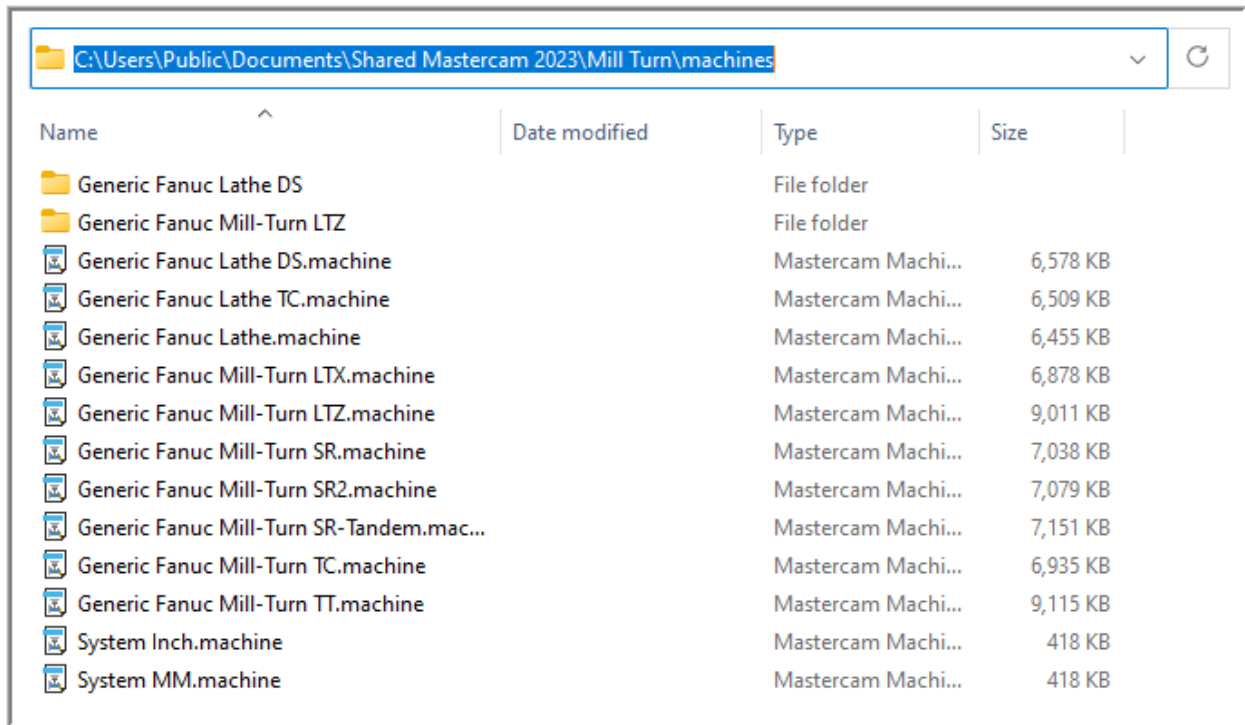 C:\Users\Public\Documents\Shared Mastercam 2023\Mill Turn\machines
Name Date modified Type Size
Generic Fanuc Lathe DS File folder
Generic Fanuc Mill-Turn LTZ File folder
Generic Fanuc Lathe DS.machine Mastercam Machi... 6,578 KB
Generic Fanuc Lathe TC.machine Mastercam Machi... 6,509 KB
Generic Fanuc Lathe.machine Mastercam Machi... 6,455 KB
Generic Fanuc Mill-Turn LTX.machine Mastercam Machi... 6,878 KB
Generic Fanuc Mill-Turn LTZ.machine Mastercam Machi... 9,011 KB
Generic Fanuc Mill-Turn SR.machine Mastercam Machi... 7,038 KB
Generic Fanuc Mill-Turn SR2.machine Mastercam Machi... 7,079 KB
Generic Fanuc Mill-Turn SR-Tandem.mac... Mastercam Machi... 7,151 KB
Generic Fanuc Mill-Turn TC.machine Mastercam Machi... 6,935 KB
Generic Fanuc Mill-Turn TT.machine Mastercam Machi... 9,115 KB
System Inch.machine Mastercam Machi... 418 KB
System MM.machine Mastercam Machi... 418 KB